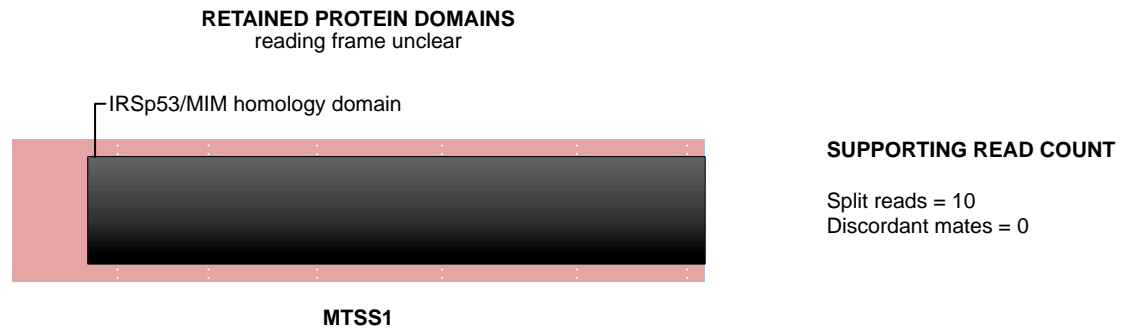 RETAINED PROTEIN DOMAINS
reading frame unclear
IRSp53/MIM homology domain
SUPPORTING READ COUNT
Split reads = 10
Discordant mates = 0
MTSS1